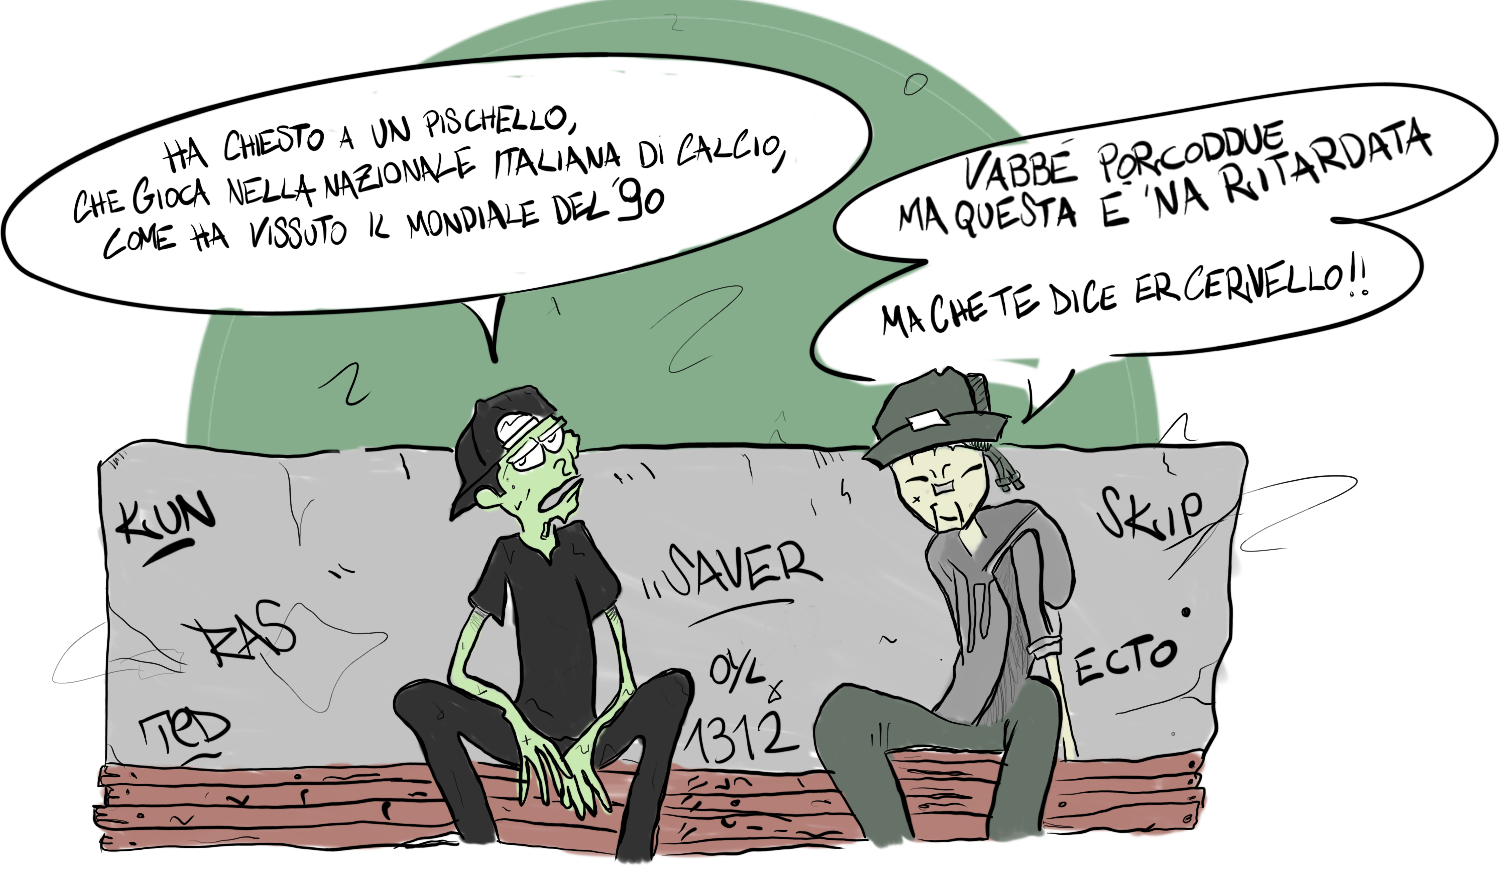 HA CHIESTO A UN PISCHELLO,
CHE GIOCA NELLA NAZIONALE ITALIANA DI CALCIO,
COME HA VISSUTO IL MONDIALE DEL '90
VABBÉ PORCODDUE
MA QUESTA È 'NA RITARDATA
MA CHE TE DICE ER CERVELLO!!
KUN
RAS
TED
SAVER
1312
SKIP
ECTO